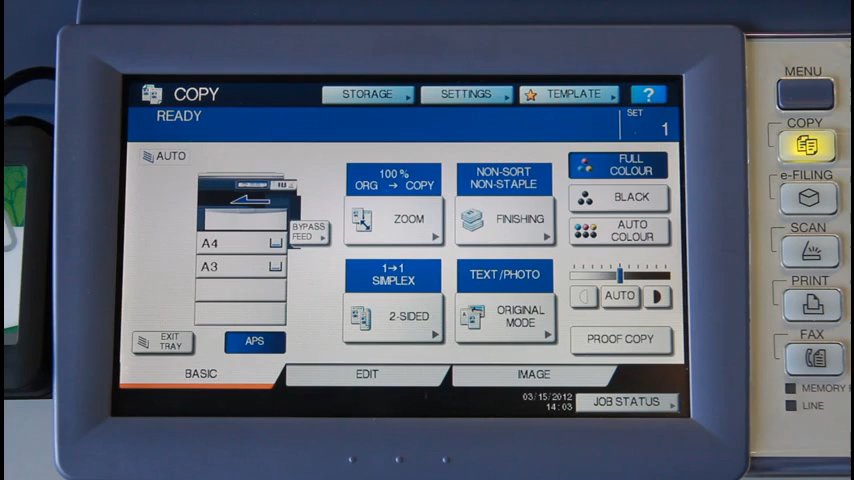 COPY
STORAGE
SETTINGS
TEMPLATE
?
READY
SET
1
AUTO
A4
A3
BYPASS
FEED
EXIT
TRAY
APS
100 %
ORG → COPY
ZOOM
NON-SORT
NON-STAPLE
FINISHING
1→1
SIMPLEX
2-SIDED
TEXT/PHOTO
ORIGINAL
MODE
FULL
COLOUR
BLACK
AUTO
COLOUR
AUTO
PROOF COPY
BASIC
EDIT
IMAGE
03/15/2012
14:03
JOB STATUS
MENU
COPY
e-FILING
SCAN
PRINT
FAX
MEMORY
LINE